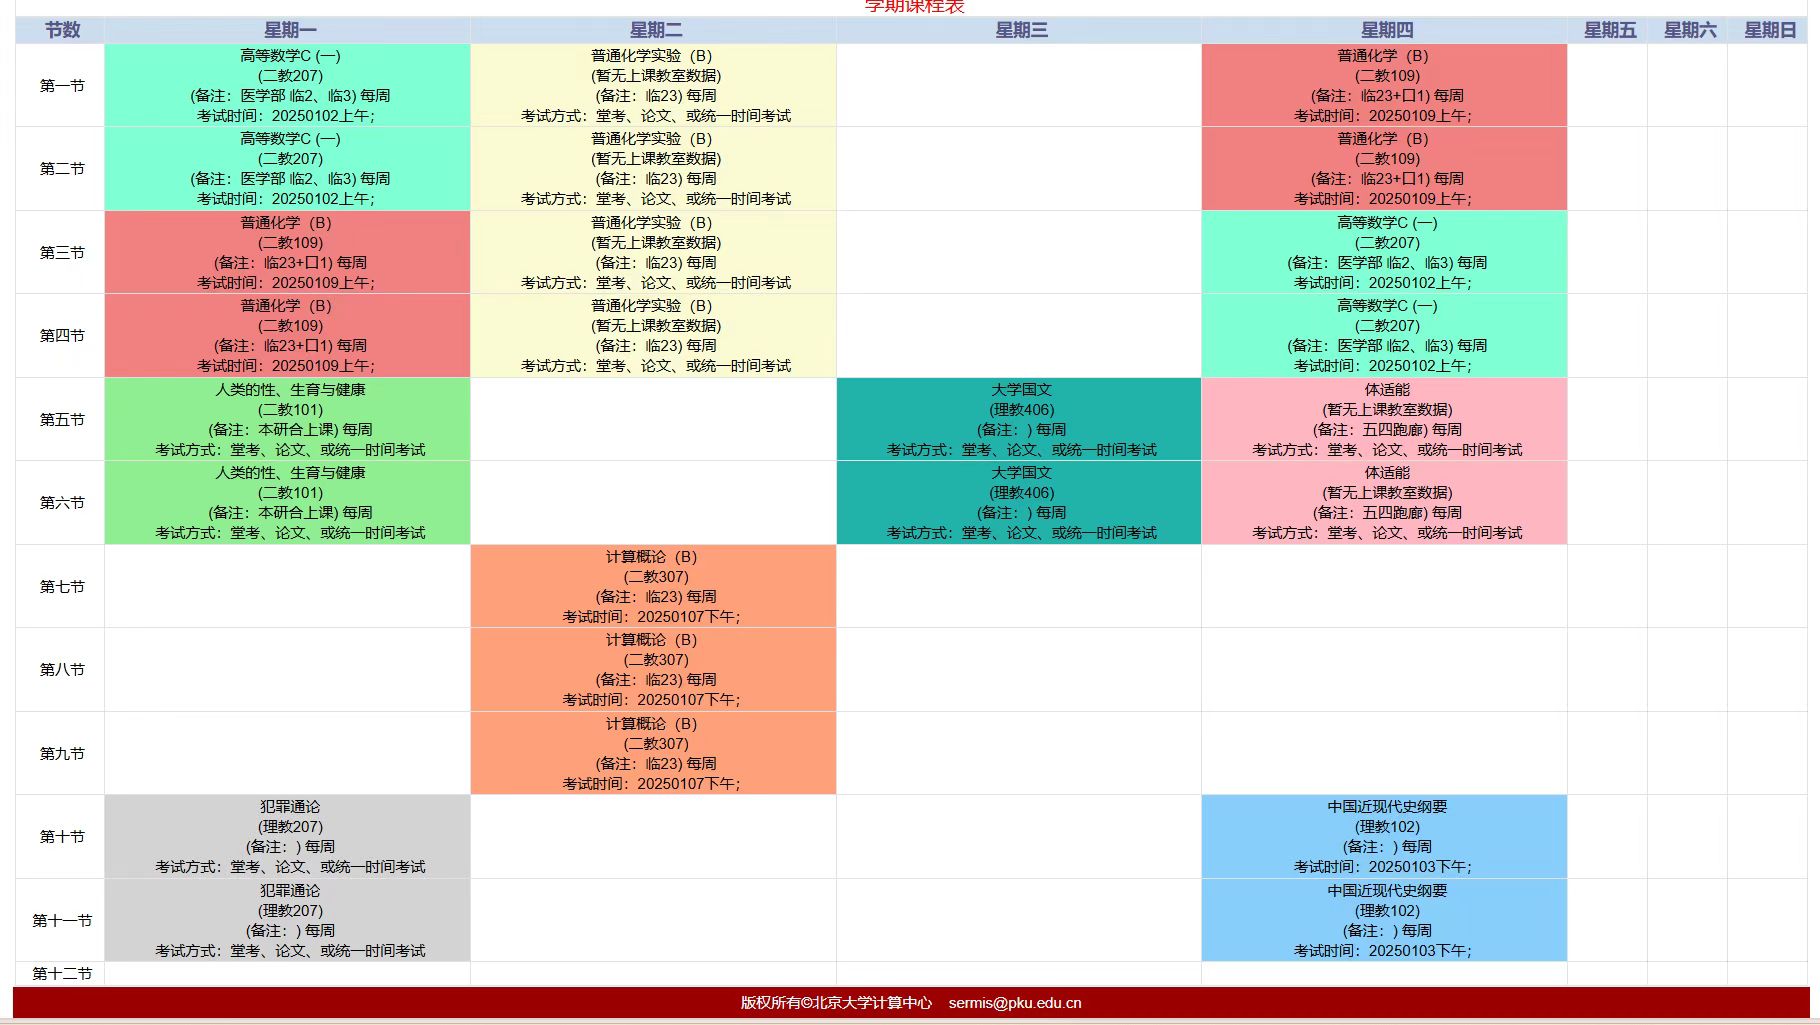 学期课程表
节数 星期一 星期二 星期三 星期四 星期五 星期六 星期日
第一节
高等数学C (一)
(二教207)
(备注：医学部 临2、临3) 每周
考试时间：20250102上午；
普通化学实验（B)
(暂无上课教室数据)
(备注：临23) 每周
考试方式：堂考、论文、或统一时间考试
普通化学（B)
(二教109)
(备注：临23+口1) 每周
考试时间：20250109上午；
第二节
高等数学C (一)
(二教207)
(备注：医学部 临2、临3) 每周
考试时间：20250102上午；
普通化学实验（B)
(暂无上课教室数据)
(备注：临23) 每周
考试方式：堂考、论文、或统一时间考试
普通化学（B)
(二教109)
(备注：临23+口1) 每周
考试时间：20250109上午；
第三节
普通化学（B)
(二教109)
(备注：临23+口1) 每周
考试时间：20250109上午；
普通化学实验（B)
(暂无上课教室数据)
(备注：临23) 每周
考试方式：堂考、论文、或统一时间考试
高等数学C (一)
(二教207)
(备注：医学部 临2、临3) 每周
考试时间：20250102上午；
第四节
普通化学（B)
(二教109)
(备注：临23+口1) 每周
考试时间：20250109上午；
普通化学实验（B)
(暂无上课教室数据)
(备注：临23) 每周
考试方式：堂考、论文、或统一时间考试
高等数学C (一)
(二教207)
(备注：医学部 临2、临3) 每周
考试时间：20250102上午；
第五节
人类的性、生育与健康
(二教101)
(备注：本研合上课) 每周
考试方式：堂考、论文、或统一时间考试
大学国文
(理教406)
(备注：) 每周
考试方式：堂考、论文、或统一时间考试
体适能
(暂无上课教室数据)
(备注：五四跑廊) 每周
考试方式：堂考、论文、或统一时间考试
第六节
人类的性、生育与健康
(二教101)
(备注：本研合上课) 每周
考试方式：堂考、论文、或统一时间考试
大学国文
(理教406)
(备注：) 每周
考试方式：堂考、论文、或统一时间考试
体适能
(暂无上课教室数据)
(备注：五四跑廊) 每周
考试方式：堂考、论文、或统一时间考试
第七节
计算概论（B)
(二教307)
(备注：临23) 每周
考试时间：20250107下午；
第八节
计算概论（B)
(二教307)
(备注：临23) 每周
考试时间：20250107下午；
第九节
计算概论（B)
(二教307)
(备注：临23) 每周
考试时间：20250107下午；
第十节
犯罪通论
(理教207)
(备注：) 每周
考试方式：堂考、论文、或统一时间考试
中国近现代史纲要
(理教102)
(备注：) 每周
考试时间：20250103下午；
第十一节
犯罪通论
(理教207)
(备注：) 每周
考试方式：堂考、论文、或统一时间考试
中国近现代史纲要
(理教102)
(备注：) 每周
考试时间：20250103下午；
第十二节
版权所有©北京大学计算中心 sermis@pku.edu.cn